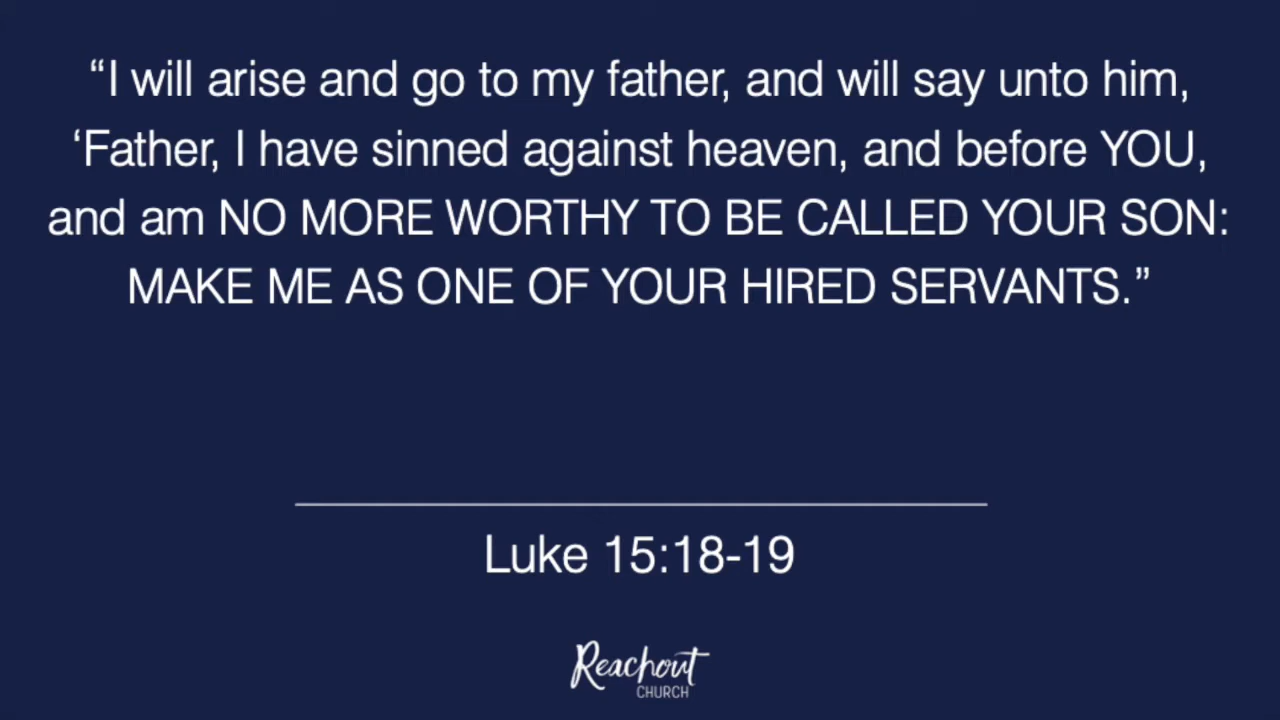 “I will arise and go to my father, and will say unto him,
‘Father, I have sinned against heaven, and before YOU,
and am NO MORE WORTHY TO BE CALLED YOUR SON:
MAKE ME AS ONE OF YOUR HIRED SERVANTS.”
Luke 15:18-19
Reachout
CHURCH